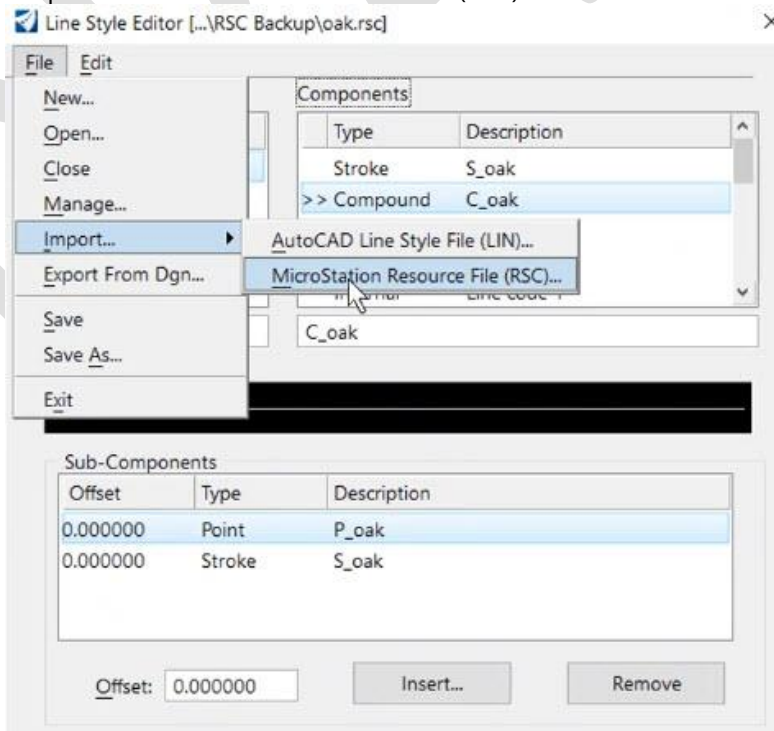 Line Style Editor [...\RSC Backup\oak.rsc]
File Edit
New...
Open...
Close
Manage...
Import...
Export From Dgn...
Save
Save As...
Exit
AutoCAD Line Style File (LIN)...
MicroStation Resource File (RSC)...
Components
Type Description
Stroke S_oak
>> Compound C_oak
C_oak
Sub-Components
Offset Type Description
0.000000 Point P_oak
0.000000 Stroke S_oak
Offset: 0.000000 Insert... Remove